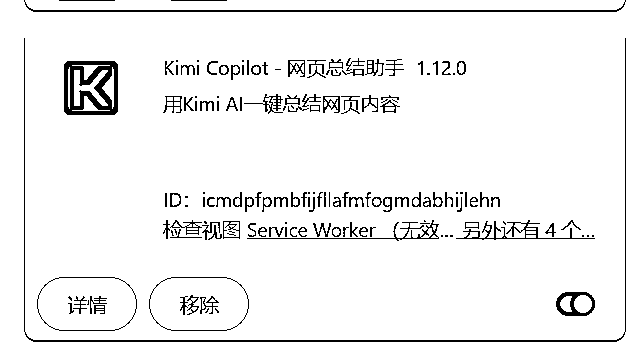 Kimi Copilot - 网页总结助手 1.12.0
用Kimi AI一键总结网页内容
ID：icmdpfpmbfijfllafmfogmdabhijlehn
检查视图 Service Worker （无效... 另外还有 4 个...
详情 移除